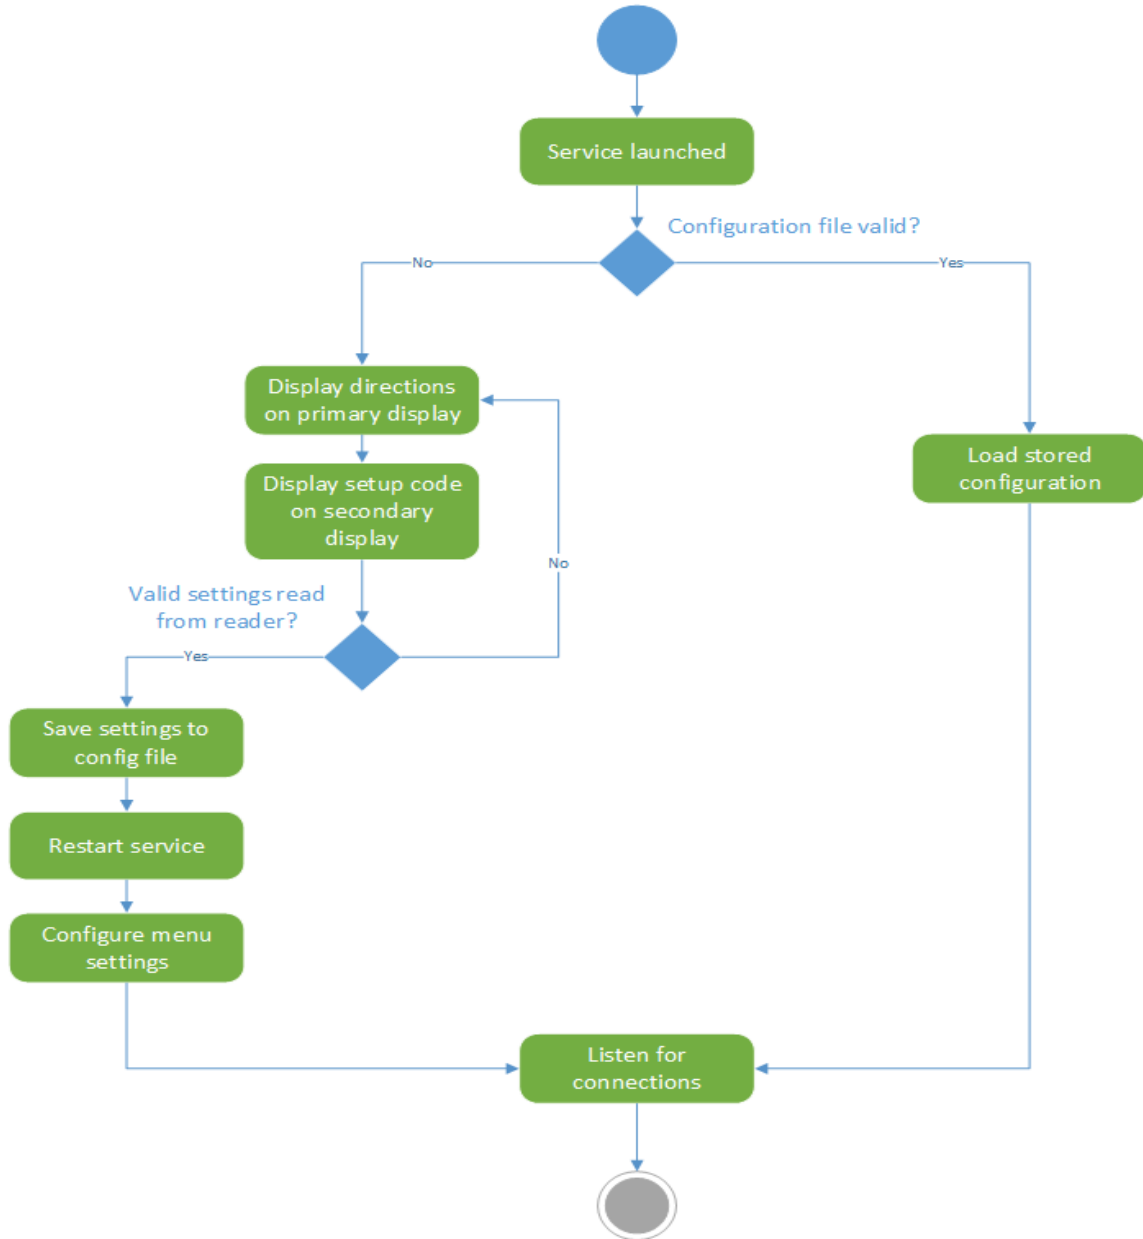 Service launched
Configuration file valid?
No
Yes
Display directions
on primary display
Load stored
configuration
Display setup code
on secondary
display
No
Valid settings read
from reader?
Yes
Save settings to
config file
Restart service
Configure menu
settings
Listen for
connections